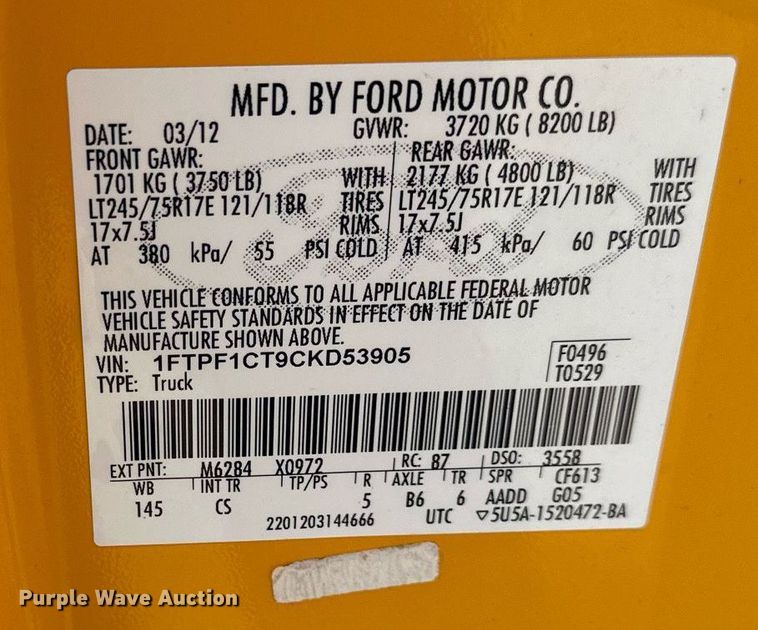 MFD. BY FORD MOTOR CO.
DATE: 03/12 GVWR: 3720 KG ( 8200 LB)
FRONT GAWR: REAR GAWR:
1701 KG ( 3750 LB) WITH 2177 KG ( 4800 LB) WITH
LT245/75R17E 121/118R TIRES LT245/75R17E 121/118R TIRES
17x7.5J RIMS 17x7.5J RIMS
AT 380 kPa/ 55 PSI COLD AT 415 kPa/ 60 PSI COLD
THIS VEHICLE CONFORMS TO ALL APPLICABLE FEDERAL MOTOR
VEHICLE SAFETY STANDARDS IN EFFECT ON THE DATE OF
MANUFACTURE SHOWN ABOVE.
VIN: 1FTPF1CT9CKD53905 F0496
TYPE: Truck T0529
EXT PNT: M6284 X0972 RC: 87 DSO: 3558
WB INT TR TP/PS R AXLE TR SPR CF613
145 CS 5 B6 6 AADD G05
2201203144666 UTC ▽5U5A-1520472-BA
Purple Wave Auction